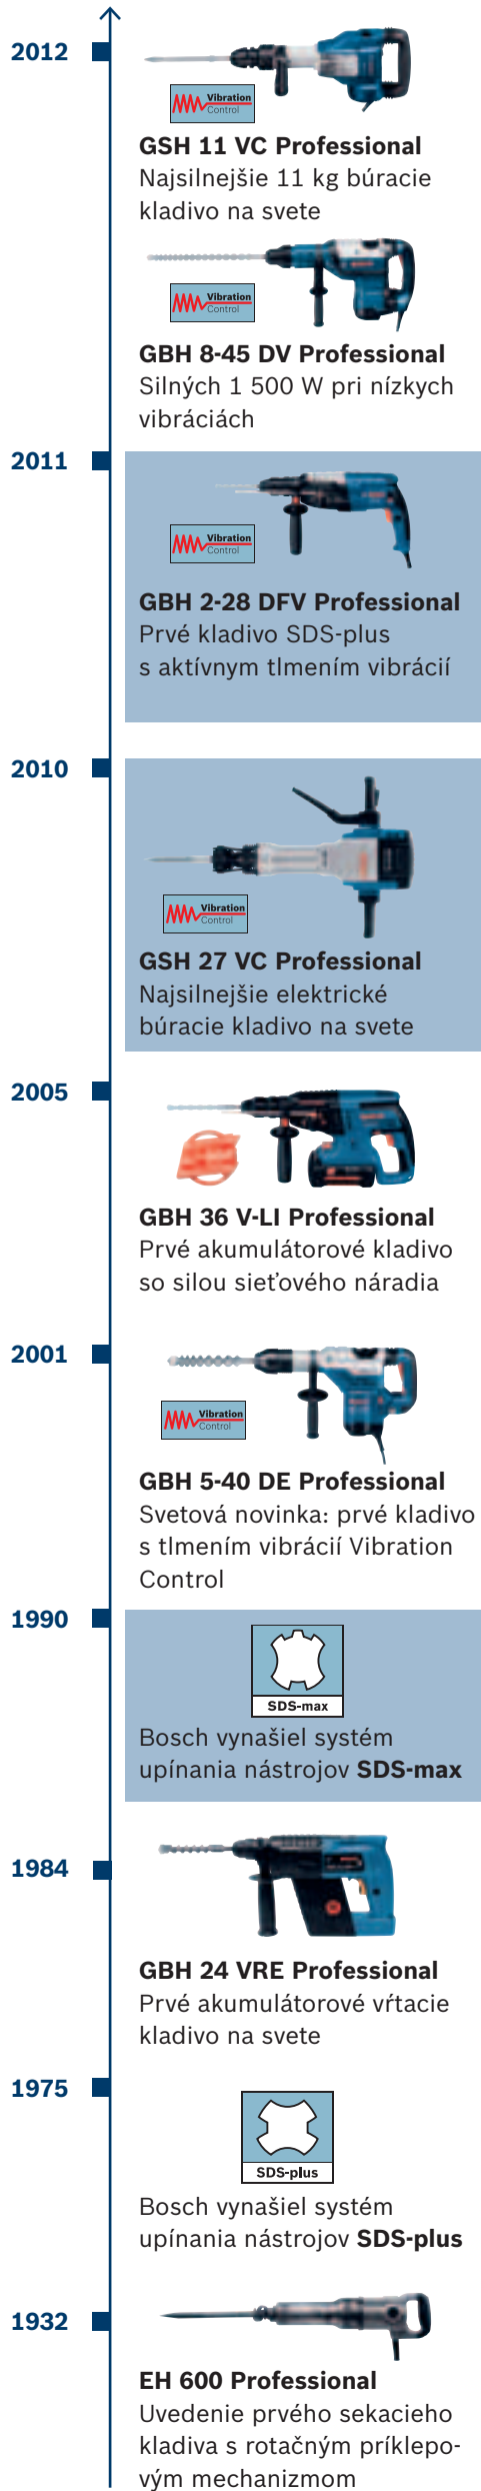 2012
Vibration
Control
GSH 11 VC Professional
Najsilnejšie 11 kg búracie
kladivo na svete
Vibration
Control
GBH 8-45 DV Professional
Silných 1 500 W pri nízkych
vibráciách
2011
Vibration
Control
GBH 2-28 DFV Professional
Prvé kladivo SDS-plus
s aktívnym tlmením vibrácií
2010
Vibration
Control
GSH 27 VC Professional
Najsilnejšie elektrické
búracie kladivo na svete
2005
GBH 36 V-LI Professional
Prvé akumulátorové kladivo
so silou sieťového náradia
2001
Vibration
Control
GBH 5-40 DE Professional
Svetová novinka: prvé kladivo
s tlmením vibrácií Vibration
Control
1990
SDS-max
Bosch vynašiel systém
upínania nástrojov SDS-max
1984
GBH 24 VRE Professional
Prvé akumulátorové vŕtacie
kladivo na svete
1975
SDS-plus
Bosch vynašiel systém
upínania nástrojov SDS-plus
1932
EH 600 Professional
Uvedenie prvého sekacieho
kladiva s rotačným príklepo-
vým mechanizmom